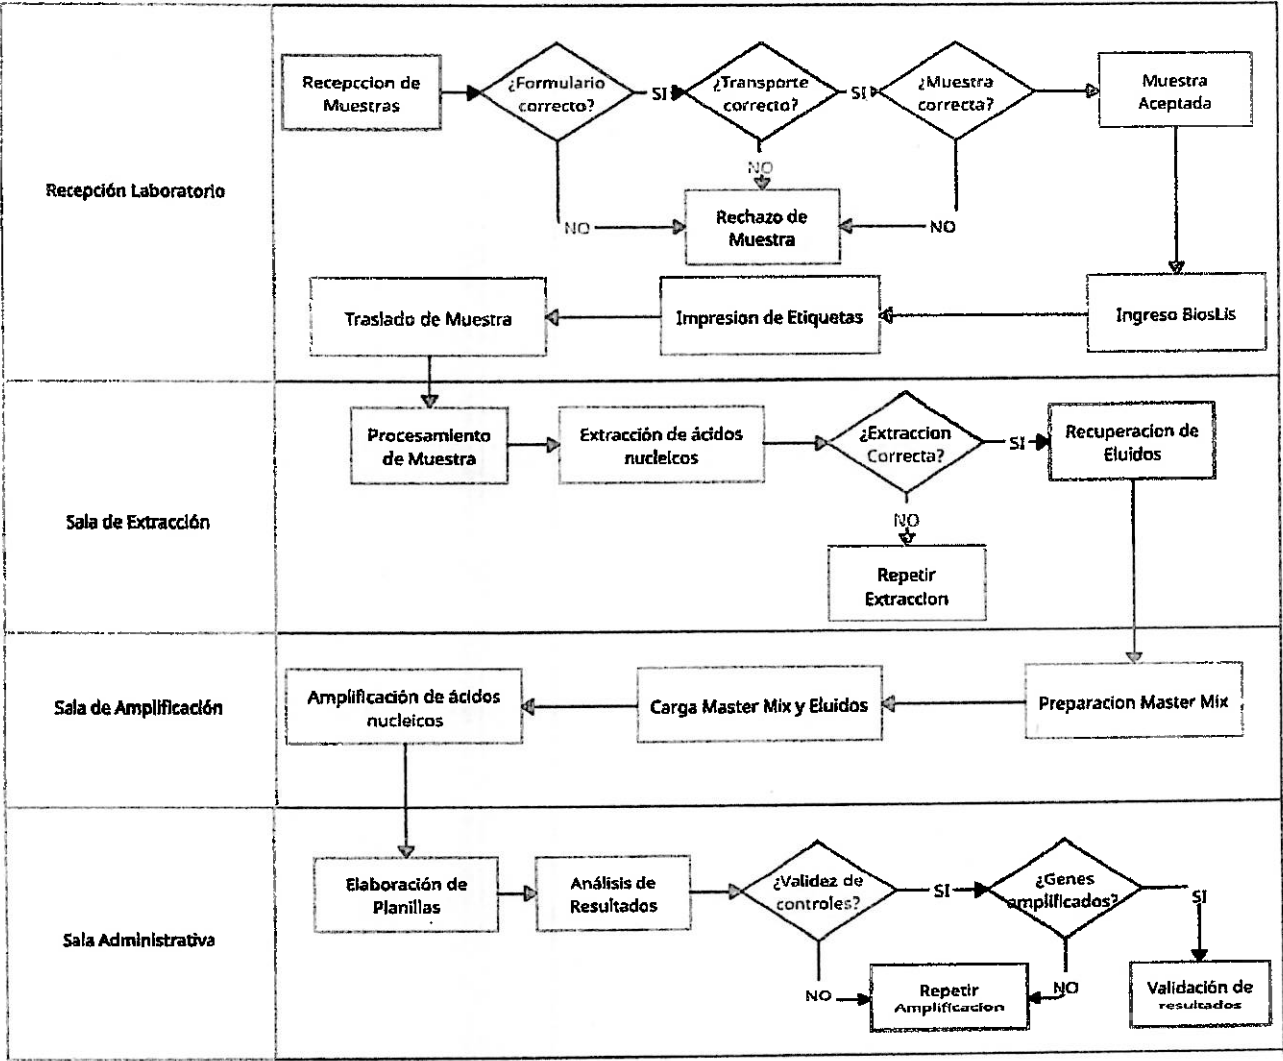 Recepción Laboratorio
Recepccion de
Muestras
¿Formulario
correcto?
SI
¿Transporte
correcto?
SI
¿Muestra
correcta?
Muestra
Aceptada
NO
NO
NO
Rechazo de
Muestra
Traslado de Muestra
Impresion de Etiquetas
Ingreso BiosLis
Sala de Extracción
Procesamiento
de Muestra
Extracción de ácidos
nucleicos
¿Extraccion
Correcta?
SI
Recuperacion de
Eluidos
NO
Repetir
Extraccion
Sala de Amplificación
Amplificación de ácidos
nucleicos
Carga Master Mix y Eluidos
Preparacion Master Mix
Sala Administrativa
Elaboración de
Planillas
Análisis de
Resultados
¿Validez de
controles?
SI
¿Genes
amplificados?
SI
NO
Repetir
Amplificacion
NO
Validación de
resultados